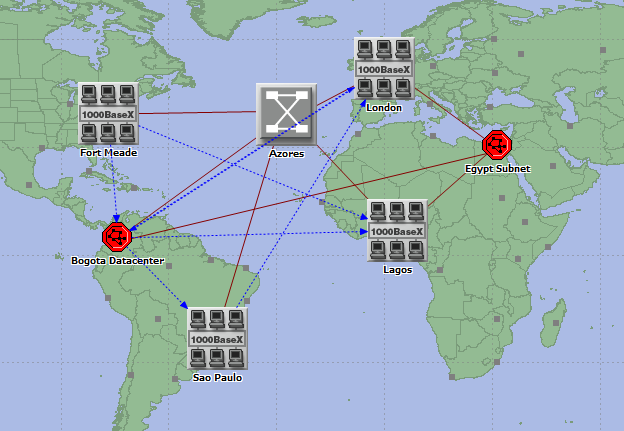 1000BaseX
London
1000BaseX
Fort Meade
Azores
Egypt Subnet
1000BaseX
Lagos
Bogota Datacenter
1000BaseX
Sao Paulo